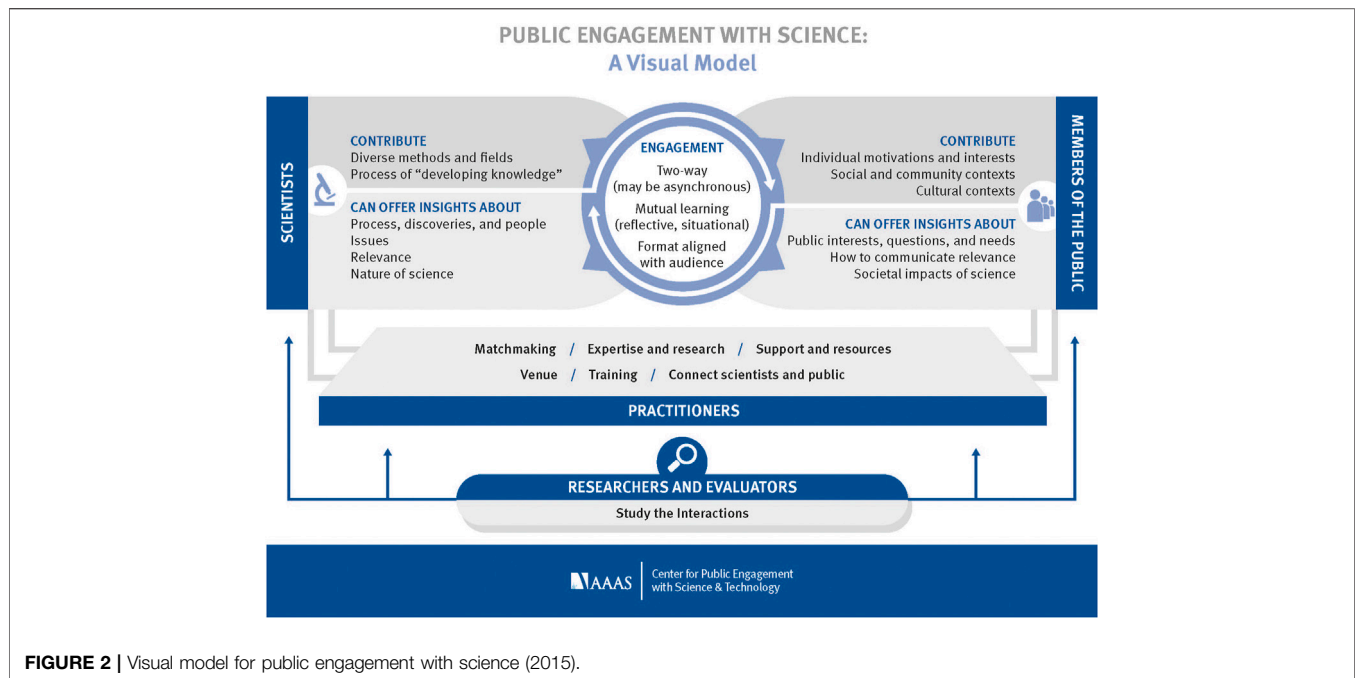 PUBLIC ENGAGEMENT WITH SCIENCE:
A Visual Model
SCIENTISTS
CONTRIBUTE
Diverse methods and fields
Process of “developing knowledge”
CAN OFFER INSIGHTS ABOUT
Process, discoveries, and people
Issues
Relevance
Nature of science
ENGAGEMENT
Two-way
(may be asynchronous)
Mutual learning
(reflective, situational)
Format aligned
with audience
CONTRIBUTE
Individual motivations and interests
Social and community contexts
Cultural contexts
CAN OFFER INSIGHTS ABOUT
Public interests, questions, and needs
How to communicate relevance
Societal impacts of science
MEMBERS OF THE PUBLIC
Matchmaking / Expertise and research / Support and resources
Venue / Training / Connect scientists and public
PRACTITIONERS
RESEARCHERS AND EVALUATORS
Study the Interactions
AAAS
Center for Public Engagement
with Science & Technology
FIGURE 2 | Visual model for public engagement with science (2015).